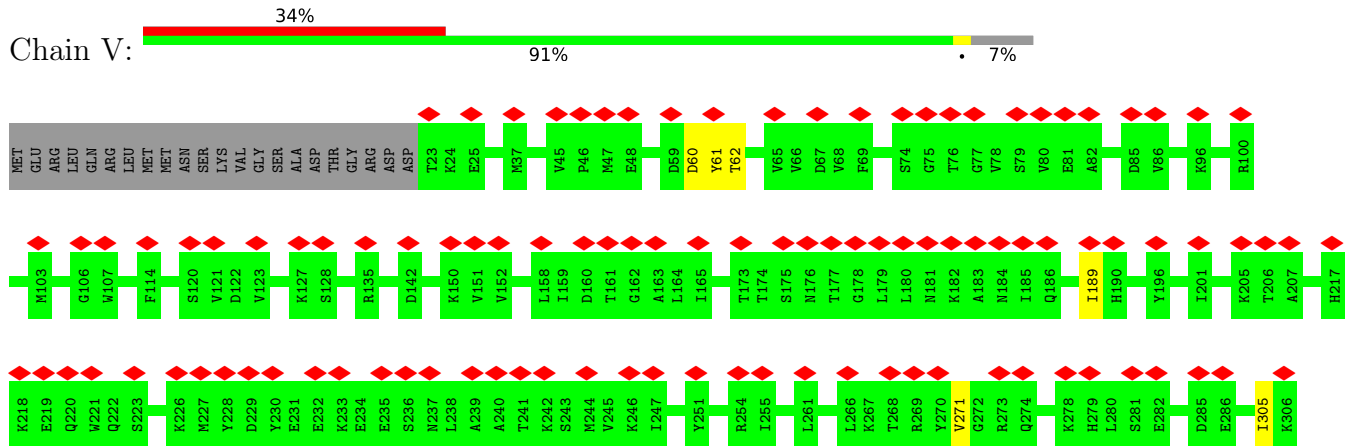 34%
Chain V:
91% • 7%
MET GLU ARG LEU GLN ARG LEU MET MET ASN SER LYS VAL GLY SER ALA ASP THR GLY ARG ASP ASP T23 K24 E25 M37 V45 P46 M47 E48 D59 D60 Y61 T62 V65 V66 D67 V68 F69 S74 G75 T76 G77 V78 S79 V80 E81 A82 D85 V86 K96 R100
M103 G106 W107 F114 S120 V121 D122 V123 K127 S128 R135 D142 K150 V151 V152 L158 I159 D160 T161 G162 A163 L164 I165 T173 T174 S175 N176 T177 G178 L179 L180 N181 K182 A183 N184 I185 Q186 I189 H190 Y196 I201 K205 T206 A207 H217
K218 E219 Q220 W221 Q222 S223 K226 M227 Y228 D229 Y230 E231 E232 K233 E234 E235 S236 N237 L238 A239 A240 T241 K242 S243 M244 V245 K246 I247 Y251 R254 I255 L261 L266 K267 T268 R269 Y270 V271 G272 R273 Q274 K278 H279 L280 S281 E282 D285 E286 I305 K306